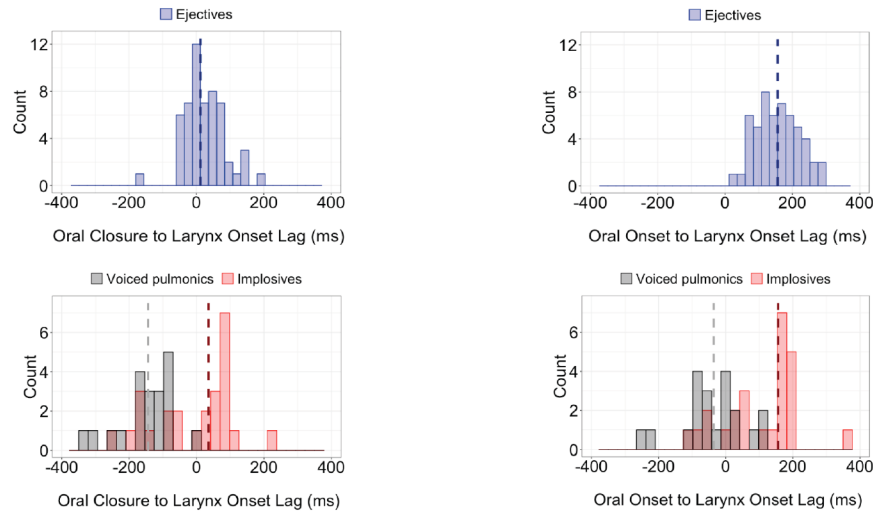 Ejectives
12
8
4
0
Count
-400 -200 0 200 400
Oral Closure to Larynx Onset Lag (ms)
Ejectives
12
8
4
0
Count
-400 -200 0 200 400
Oral Onset to Larynx Onset Lag (ms)
Voiced pulmonics Implosives
6
4
2
0
Count
-400 -200 0 200 400
Oral Closure to Larynx Onset Lag (ms)
Voiced pulmonics Implosives
6
4
2
0
Count
-400 -200 0 200 400
Oral Onset to Larynx Onset Lag (ms)